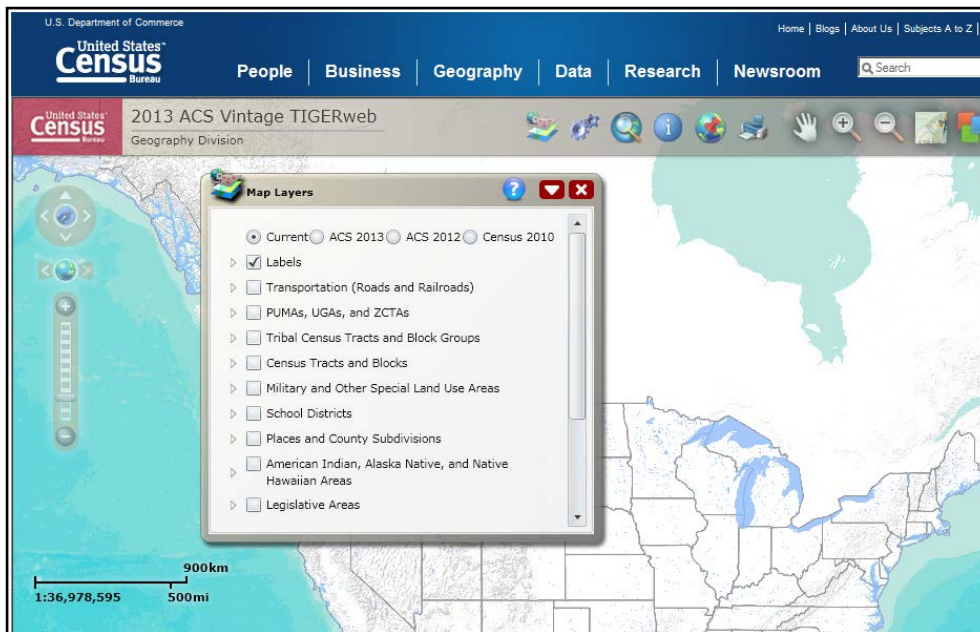 U.S. Department of Commerce
Home | Blogs | About Us | Subjects A to Z |
United States™
Census
Bureau
People | Business | Geography | Data | Research | Newsroom
Search
United States™
Census
Bureau
2013 ACS Vintage TIGERweb
Geography Division
Map Layers
Current ACS 2013 ACS 2012 Census 2010
Labels
Transportation (Roads and Railroads)
PUMAs, UGAs, and ZCTAs
Tribal Census Tracts and Block Groups
Census Tracts and Blocks
Military and Other Special Land Use Areas
School Districts
Places and County Subdivisions
American Indian, Alaska Native, and Native
Hawaiian Areas
Legislative Areas
900km
1:36,978,595 500mi